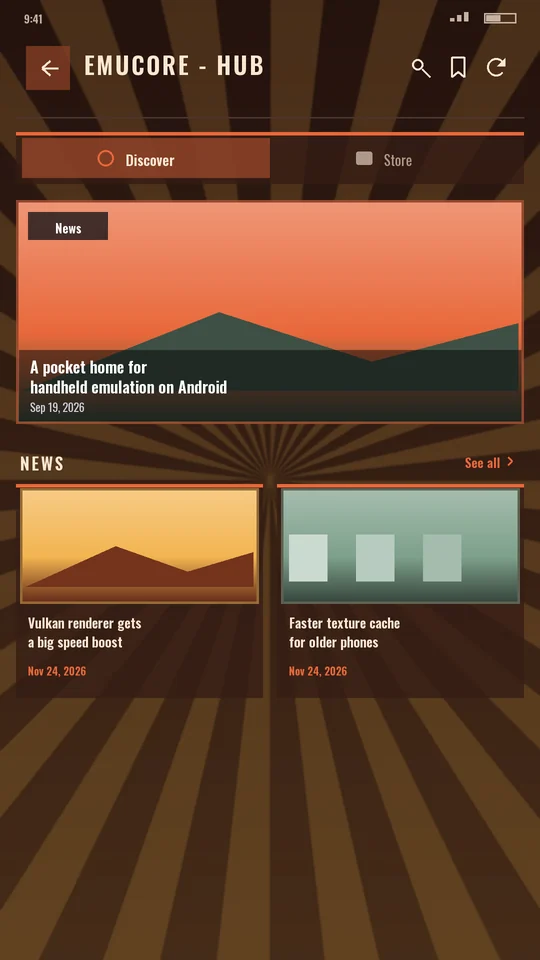 9:41
EMUCORE - HUB
Discover
Store
News
A pocket home for
handheld emulation on Android
Sep 19, 2026
NEWS
See all
Vulkan renderer gets
a big speed boost
Nov 24, 2026
Faster texture cache
for older phones
Nov 24, 2026